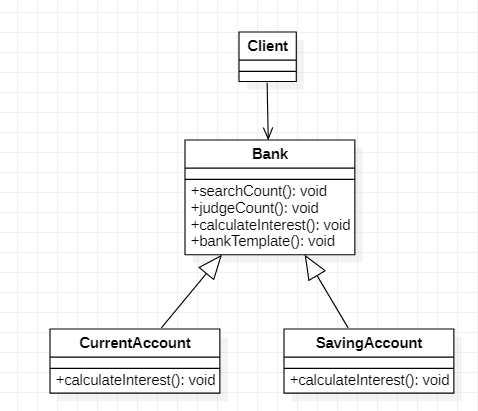 Client
Bank
+searchCount(): void
+judgeCount(): void
+calculateInterest(): void
+bankTemplate(): void
CurrentAccount
+calculateInterest(): void
SavingAccount
+calculateInterest(): void